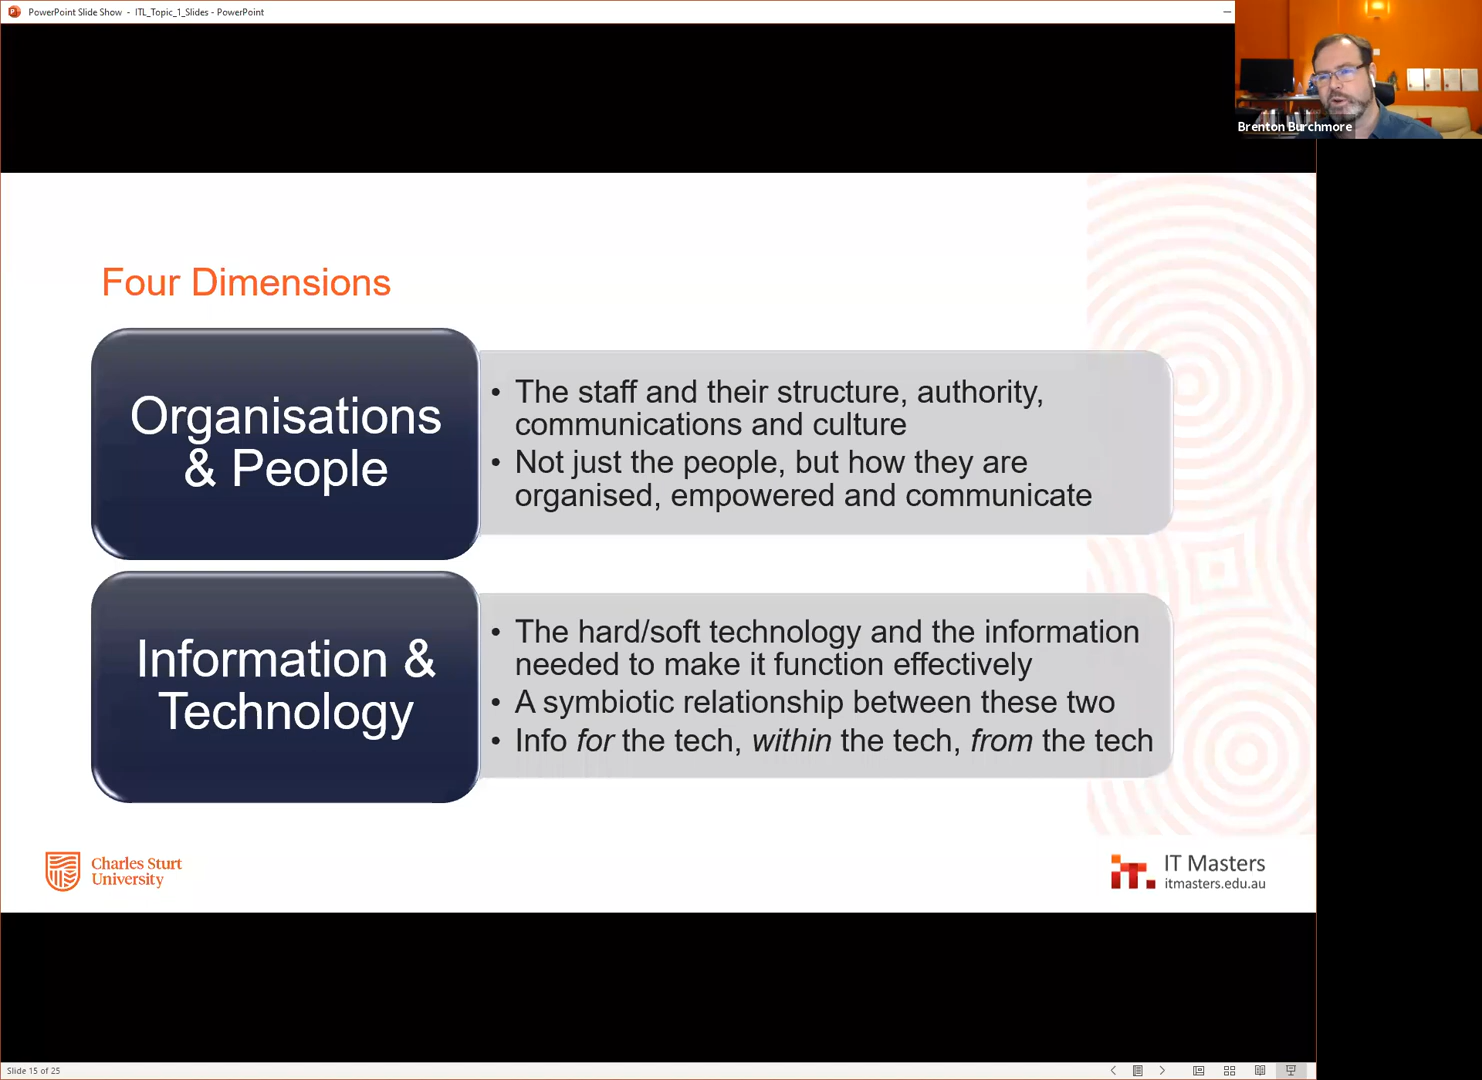 PowerPoint Slide Show - ITL_Topic_1_Slides - PowerPoint
Brenton Burchmore
Four Dimensions
Organisations
& People
• The staff and their structure, authority,
communications and culture
• Not just the people, but how they are
organised, empowered and communicate
Information &
Technology
• The hard/soft technology and the information
needed to make it function effectively
• A symbiotic relationship between these two
• Info for the tech, within the tech, from the tech
Charles Sturt
University
it.
IT Masters
itmasters.edu.au
Slide 15 of 25